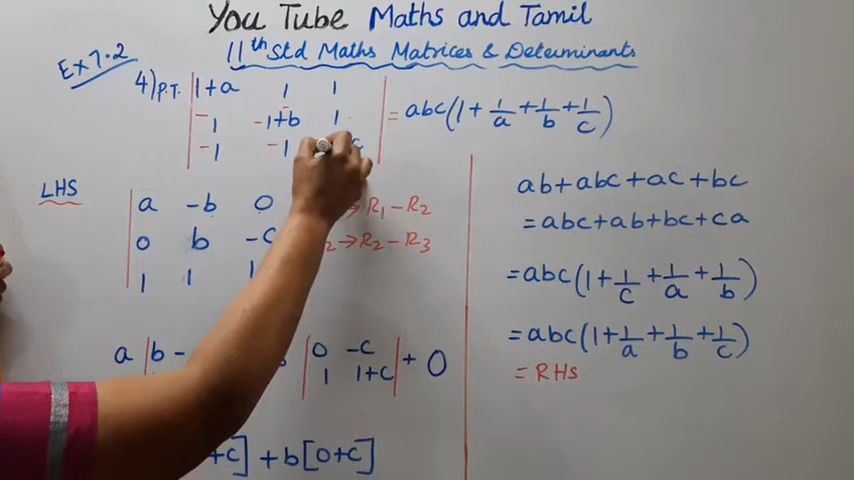 You Tube Maths and Tamil
11th Std Maths Matrices & Determinants
Ex 7.2
4) P.T. |1+a 1 1|
|1 1+b 1| = abc(1 + 1/a + 1/b + 1/c)
|1 1 c|
LHS
|a -b 0 → R1 - R2
|0 b -c 2 → R2 - R3
|1 1 1
a |b - |0 -c| + 0
|1 1+c|
+c] + b[0+c]
ab + abc + ac + bc
= abc + ab + bc + ca
= abc(1 + 1/c + 1/a + 1/b)
= abc(1 + 1/a + 1/b + 1/c)
= RHS